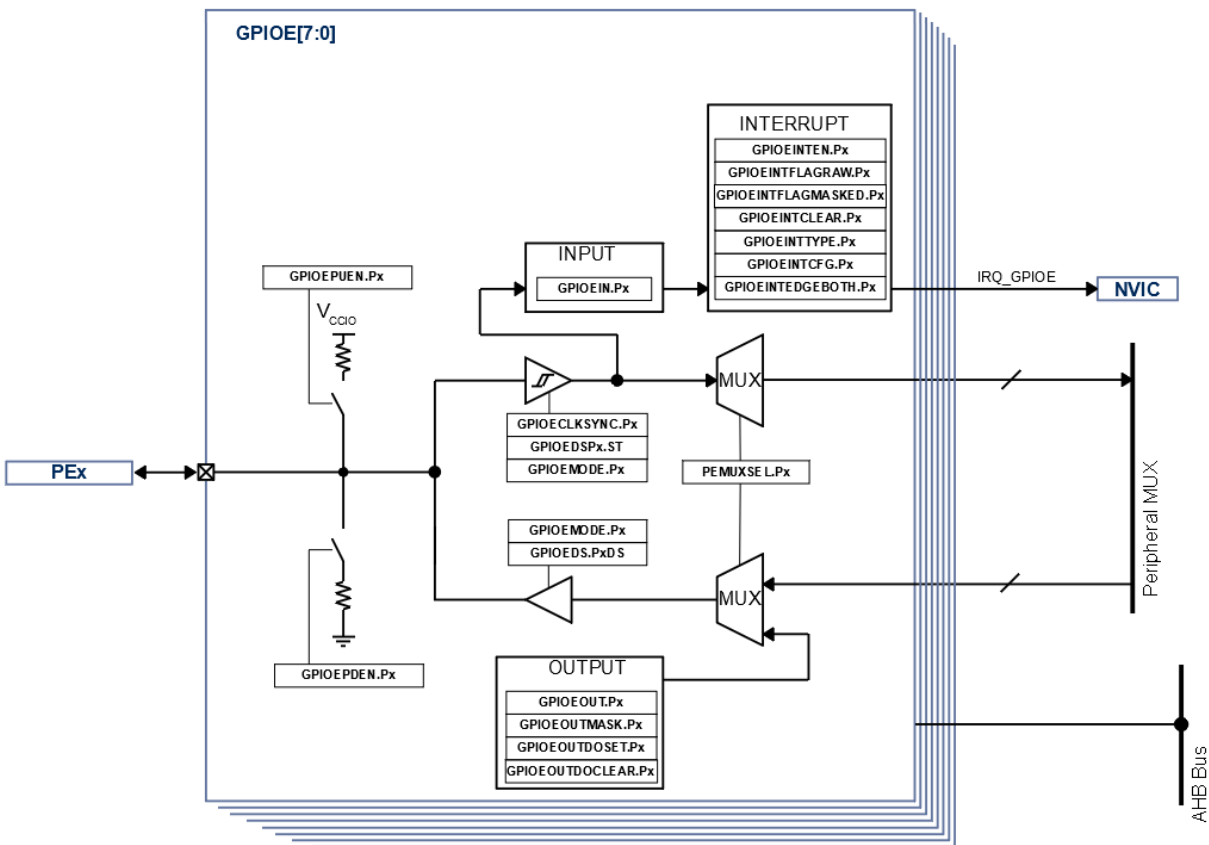 GPIOE[7:0]
INTERRUPT
GPIOEINTEN.Px
GPIOEINTFLAGRAW.Px
GPIOEINTFLAGMASKED.Px
GPIOEINTCLEAR.Px
GPIOEINTTYPE.Px
GPIOEINTCFG.Px
GPIOEINTEDGEBOTH.Px
INPUT
GPIOEIN.Px
IRQ_GPIOE
NVIC
GPIOEPUEN.Px
VCCIO
MUX
GPIOECLKSYNC.Px
GPIOEDSPx.ST
GPIOEMODE.Px
PEMUXSEL.Px
PEx
Peripheral MUX
GPIOEMODE.Px
GPIOEDS.PxDS
MUX
GPIOEPDEN.Px
OUTPUT
GPIOEOUT.Px
GPIOEOUTMASK.Px
GPIOEOUTDOSET.Px
GPIOEOUTDOCLEAR.Px
AHB Bus